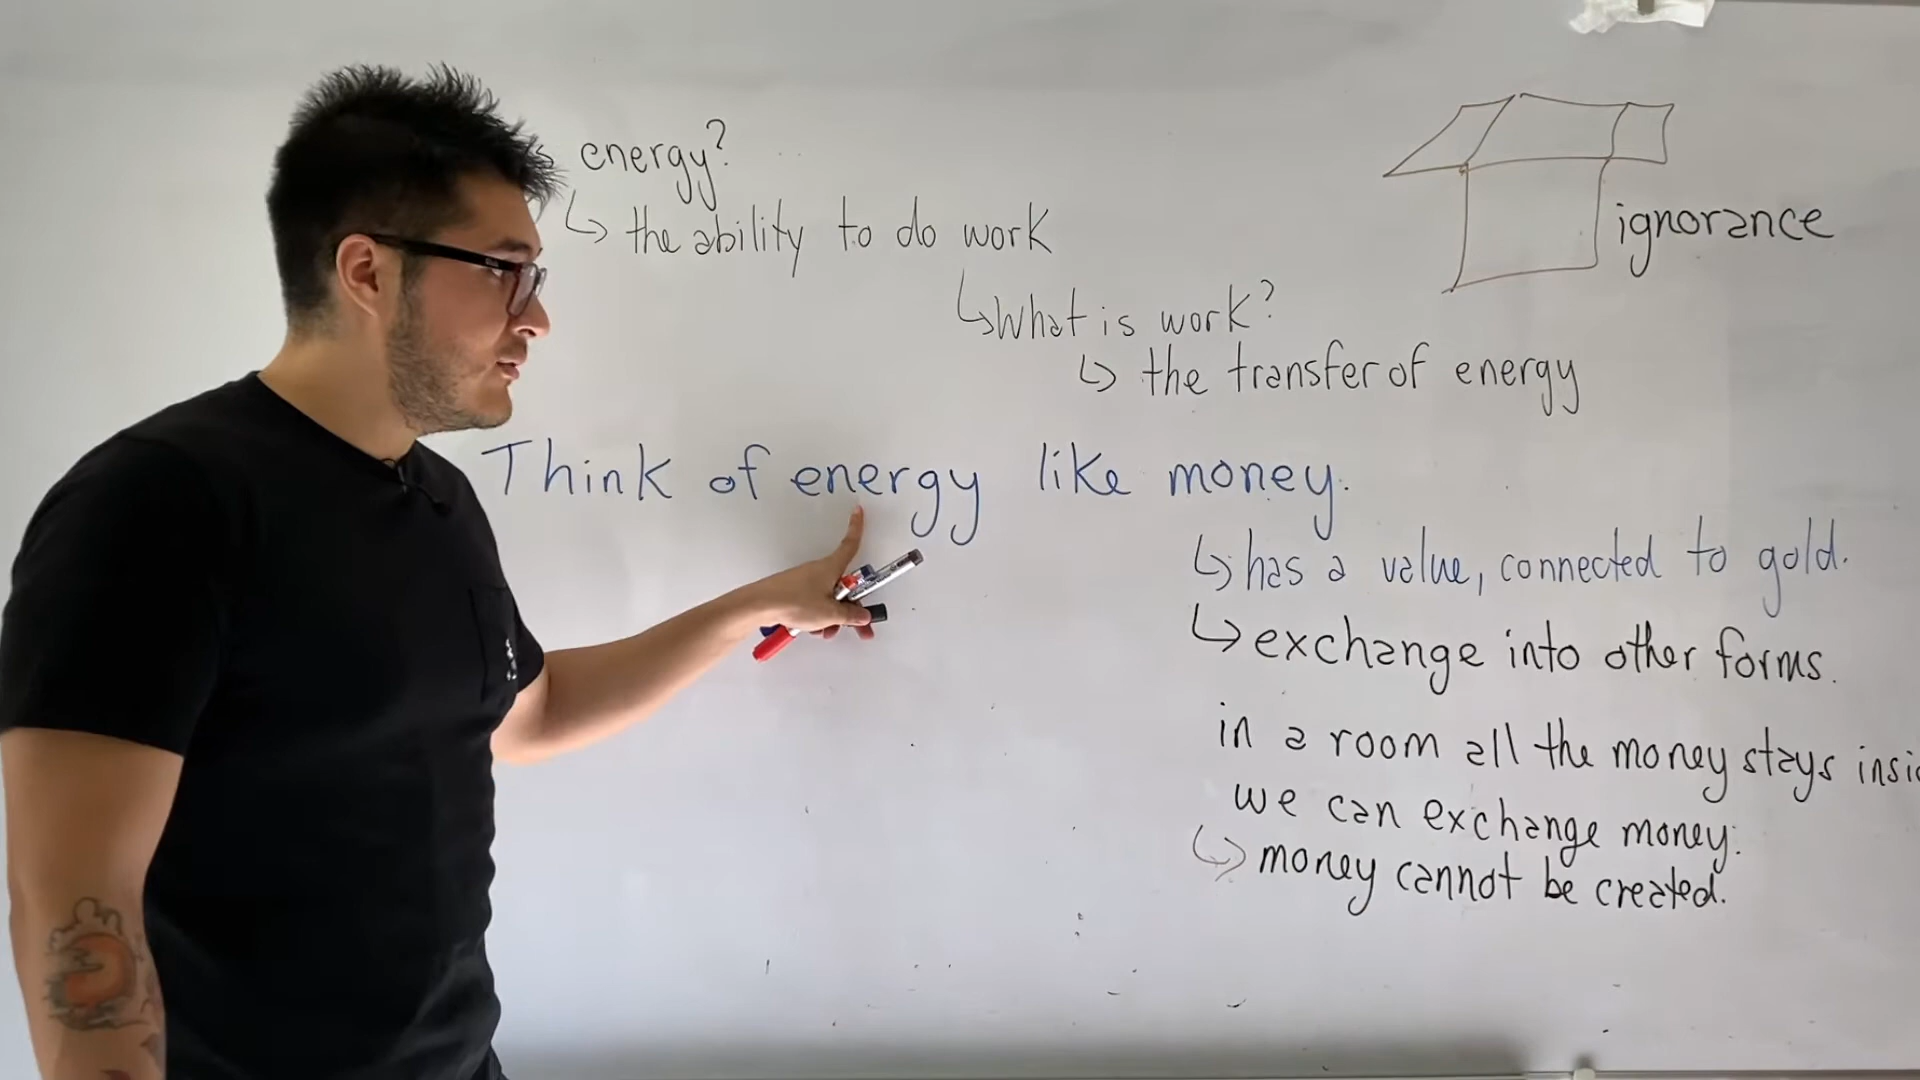 energy?
↳ the ability to do work
ignorance
↳ What is work?
↳ the transfer of energy
Think of energy like money.
↳ has a value, connected to gold.
↳ exchange into other forms.
in a room all the money stays insid
we can exchange money.
↳ money cannot be created.